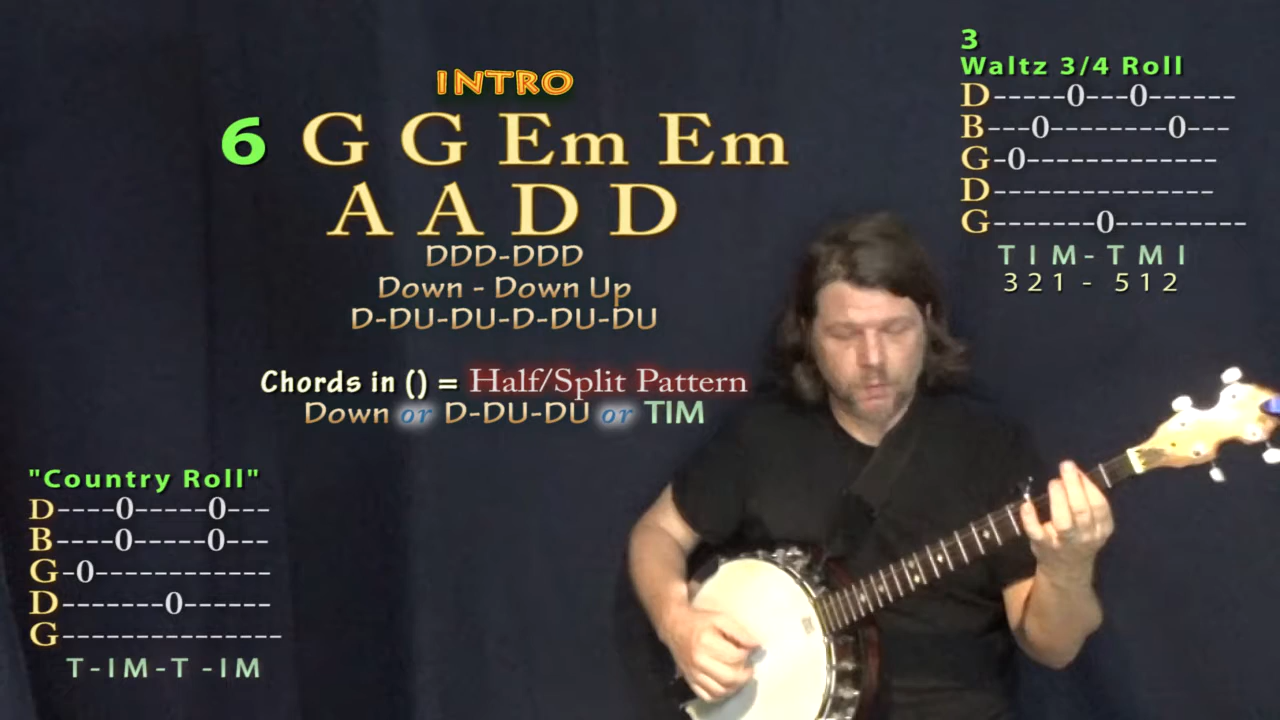 INTRO
6 G G Em Em
A A D D
DDD-DDD
Down - Down Up
D-DU-DU-D-DU-DU
Chords in () = Half/Split Pattern
Down or D-DU-DU or TIM
3
Waltz 3/4 Roll
D-----0---0------
B---0---------0---
G-0-------------
D---------------
G-------0---------
T I M - T M I
3 2 1 - 5 1 2
"Country Roll"
D----0-----0---
B----0-----0---
G-0------------
D-------0------
G---------------
T-IM-T -IM